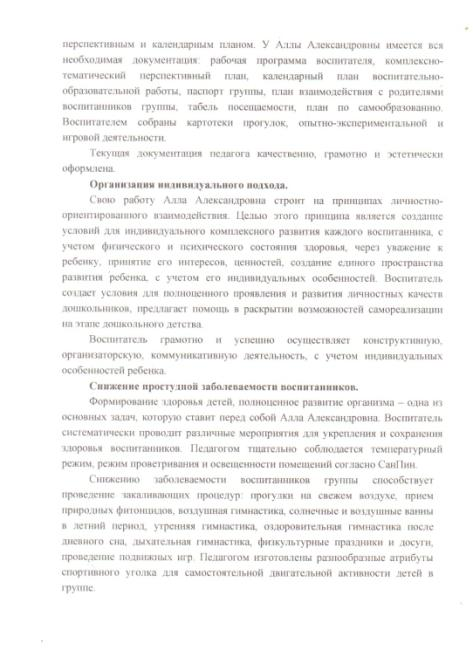 перспективным и календарным планом. У Аллы Александровны имеется вся
необходимая документация: рабочая программа воспитателя, комплексно-
тематический перспективный план, календарный план воспитательно-
образовательной работы, паспорт группы, план взаимодействия с родителями
воспитанников группы, табель посещаемости, план по самообразованию.
Воспитателем собраны картотеки прогулок, опытно-экспериментальной и
игровой деятельности.
Текущая документация педагога качественно, грамотно и эстетически
оформлена.
Организация индивидуального подхода.
Свою работу Алла Александровна строит на принципах личностно-
ориентированного взаимодействия. Целью этого принципа является создание
условий для индивидуального комплексного развития каждого воспитанника, с
учетом физического и психического состояния здоровья, через уважение к
ребенку, принятие его интересов, ценностей, создание единого пространства
развития ребенка, с учетом его индивидуальных особенностей. Воспитатель
создает условия для полноценного проявления и развития личностных качеств
дошкольников, предлагает помощь в раскрытии возможностей самореализации
на этапе дошкольного детства.
Воспитатель грамотно и успешно осуществляет конструктивную,
организаторскую, коммуникативную деятельность, с учетом индивидуальных
особенностей ребенка.
Снижение простудной заболеваемости воспитанников.
Формирование здоровья детей, полноценное развитие организма – одна из
основных задач, которую ставит перед собой Алла Александровна. Воспитатель
систематически проводит различные мероприятия для укрепления и сохранения
здоровья воспитанников. Педагогом тщательно соблюдается температурный
режим, режим проветривания и освещенности помещений согласно СанПин.
Снижению заболеваемости воспитанников группы способствует
проведение закаливающих процедур: прогулки на свежем воздухе, прием
природных фитонцидов, воздушная гимнастика, солнечные и воздушные ванны
в летний период, утренняя гимнастика, оздоровительная гимнастика после
дневного сна, дыхательная гимнастика, физкультурные праздники и досуги,
проведение подвижных игр. Педагогом изготовлены разнообразные атрибуты
спортивного уголка для самостоятельной двигательной активности детей в
группе.